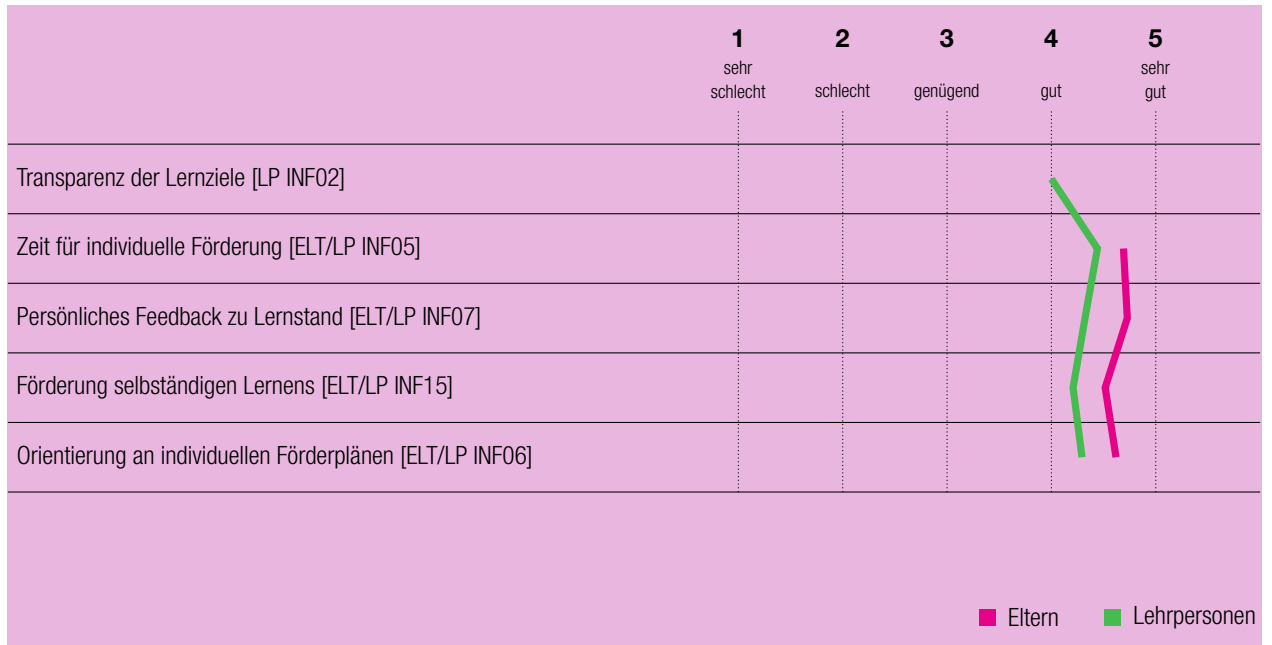 1 2 3 4 5
sehr schlecht schlecht genügend gut sehr gut
Transparenz der Lernziele [LP INF02]
Zeit für individuelle Förderung [ELT/LP INF05]
Persönliches Feedback zu Lernstand [ELT/LP INF07]
Förderung selbständigen Lernens [ELT/LP INF15]
Orientierung an individuellen Förderplänen [ELT/LP INF06]
Eltern Lehrpersonen